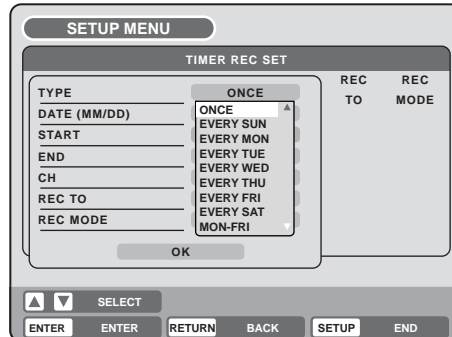 SETUP MENU
TIMER REC SET
REC REC
TO MODE
TYPE ONCE
DATE (MM/DD)
START
END
CH
REC TO
REC MODE
ONCE
EVERY SUN
EVERY MON
EVERY TUE
EVERY WED
EVERY THU
EVERY FRI
EVERY SAT
MON-FRI
OK
SELECT
ENTER ENTER RETURN BACK SETUP END